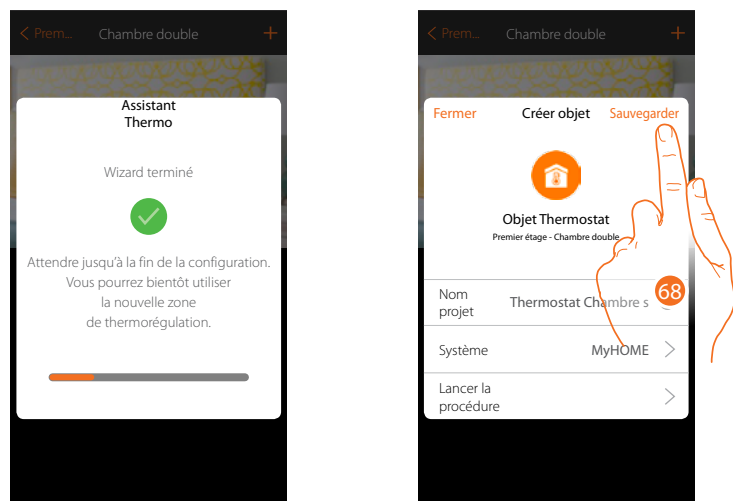 Prem... Chambre double +
Assistant
Thermo
Wizard terminé
Attendre jusqu'à la fin de la configuration.
Vous pourrez bientôt utiliser
la nouvelle zone
de thermorégulation.
Prem... Chambre double +
Fermer Créer objet Sauvegarder
Objet Thermostat
Premier étage - Chambre double
Nom
projet
Thermostat Chambre s
68
Système MyHOME
Lancer la
procédure